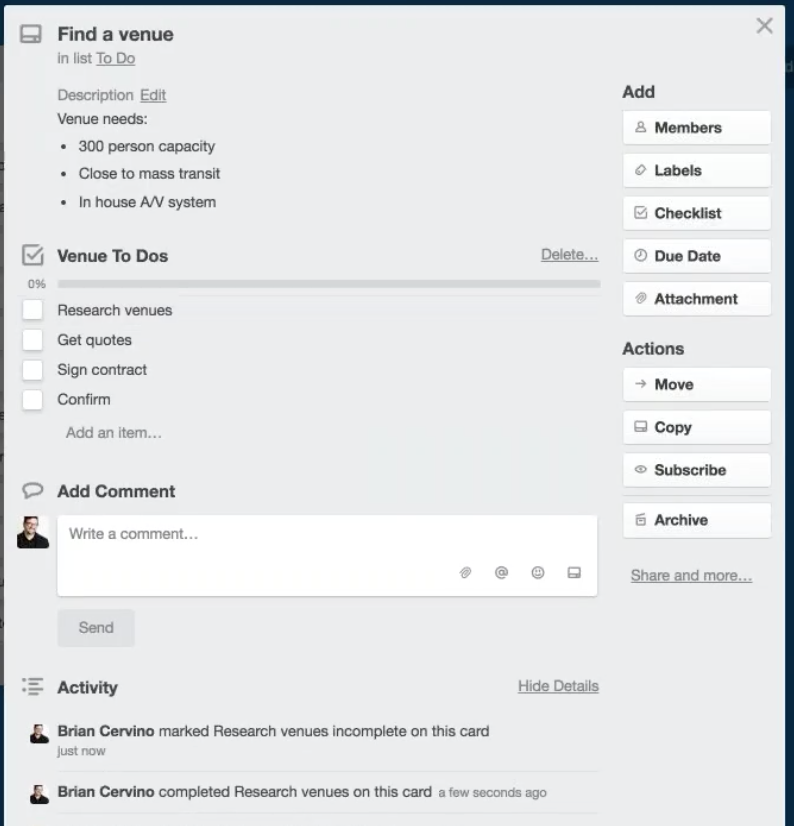 Find a venue
in list To Do
Description Edit
Venue needs:
• 300 person capacity
• Close to mass transit
• In house A/V system
Venue To Dos Delete…
0%
Research venues
Get quotes
Sign contract
Confirm
Add an item…
Add Comment
Write a comment…
@
Send
Activity Hide Details
Brian Cervino marked Research venues incomplete on this card
just now
Brian Cervino completed Research venues on this card a few seconds ago
Add
Members
Labels
Checklist
Due Date
Attachment
Actions
Move
Copy
Subscribe
Archive
Share and more…